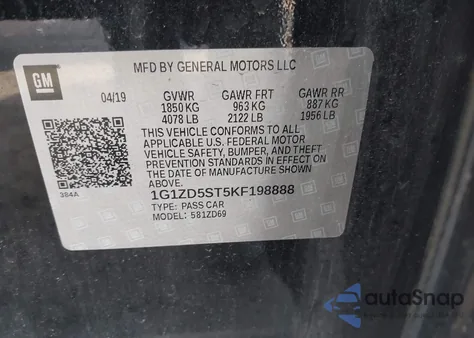 GM
MFD BY GENERAL MOTORS LLC
04/19 GVWR GAWR FRT GAWR RR
1850 KG 963 KG 887 KG
4078 LB 2122 LB 1956 LB
THIS VEHICLE CONFORMS TO ALL
APPLICABLE U.S. FEDERAL MOTOR
VEHICLE SAFETY, BUMPER, AND THEFT
PREVENTION STANDARDS IN EFFECT ON
THE DATE OF MANUFACTURE SHOWN
ABOVE.
384A
1G1ZD5ST5KF198888
TYPE: PASS CAR
MODEL: 581ZD69
autoSnap